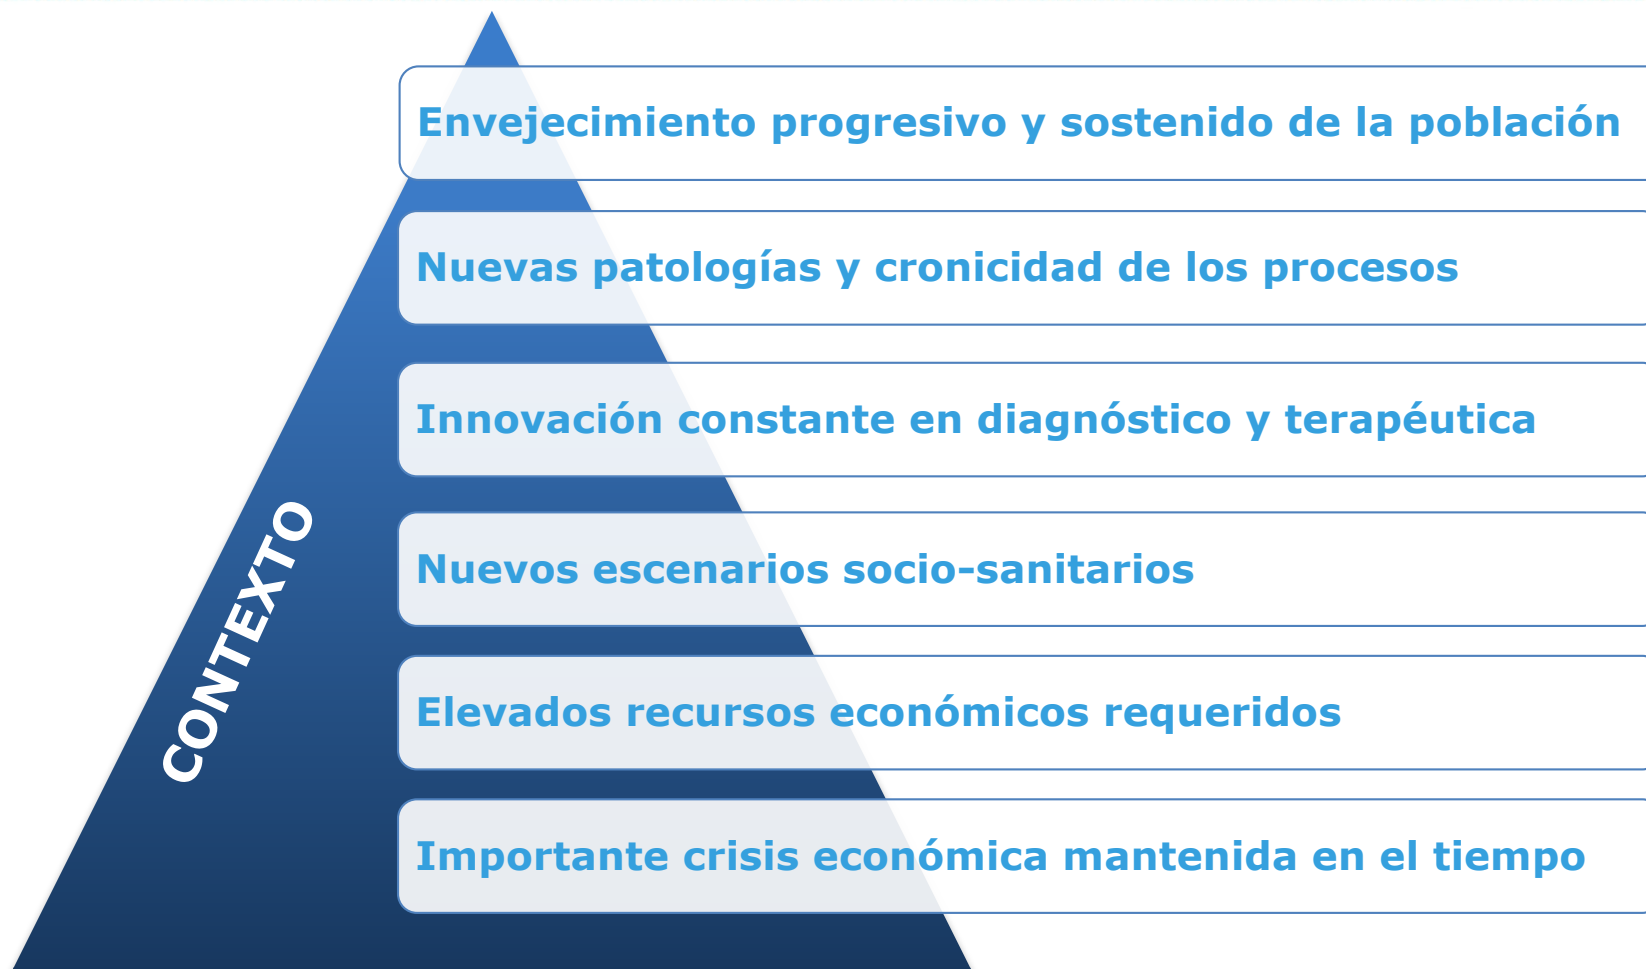 Envejecimiento progresivo y sostenido de la población
Nuevas patologías y cronicidad de los procesos
Innovación constante en diagnóstico y terapéutica
Nuevos escenarios socio-sanitarios
Elevados recursos económicos requeridos
Importante crisis económica mantenida en el tiempo
CONTEXTO